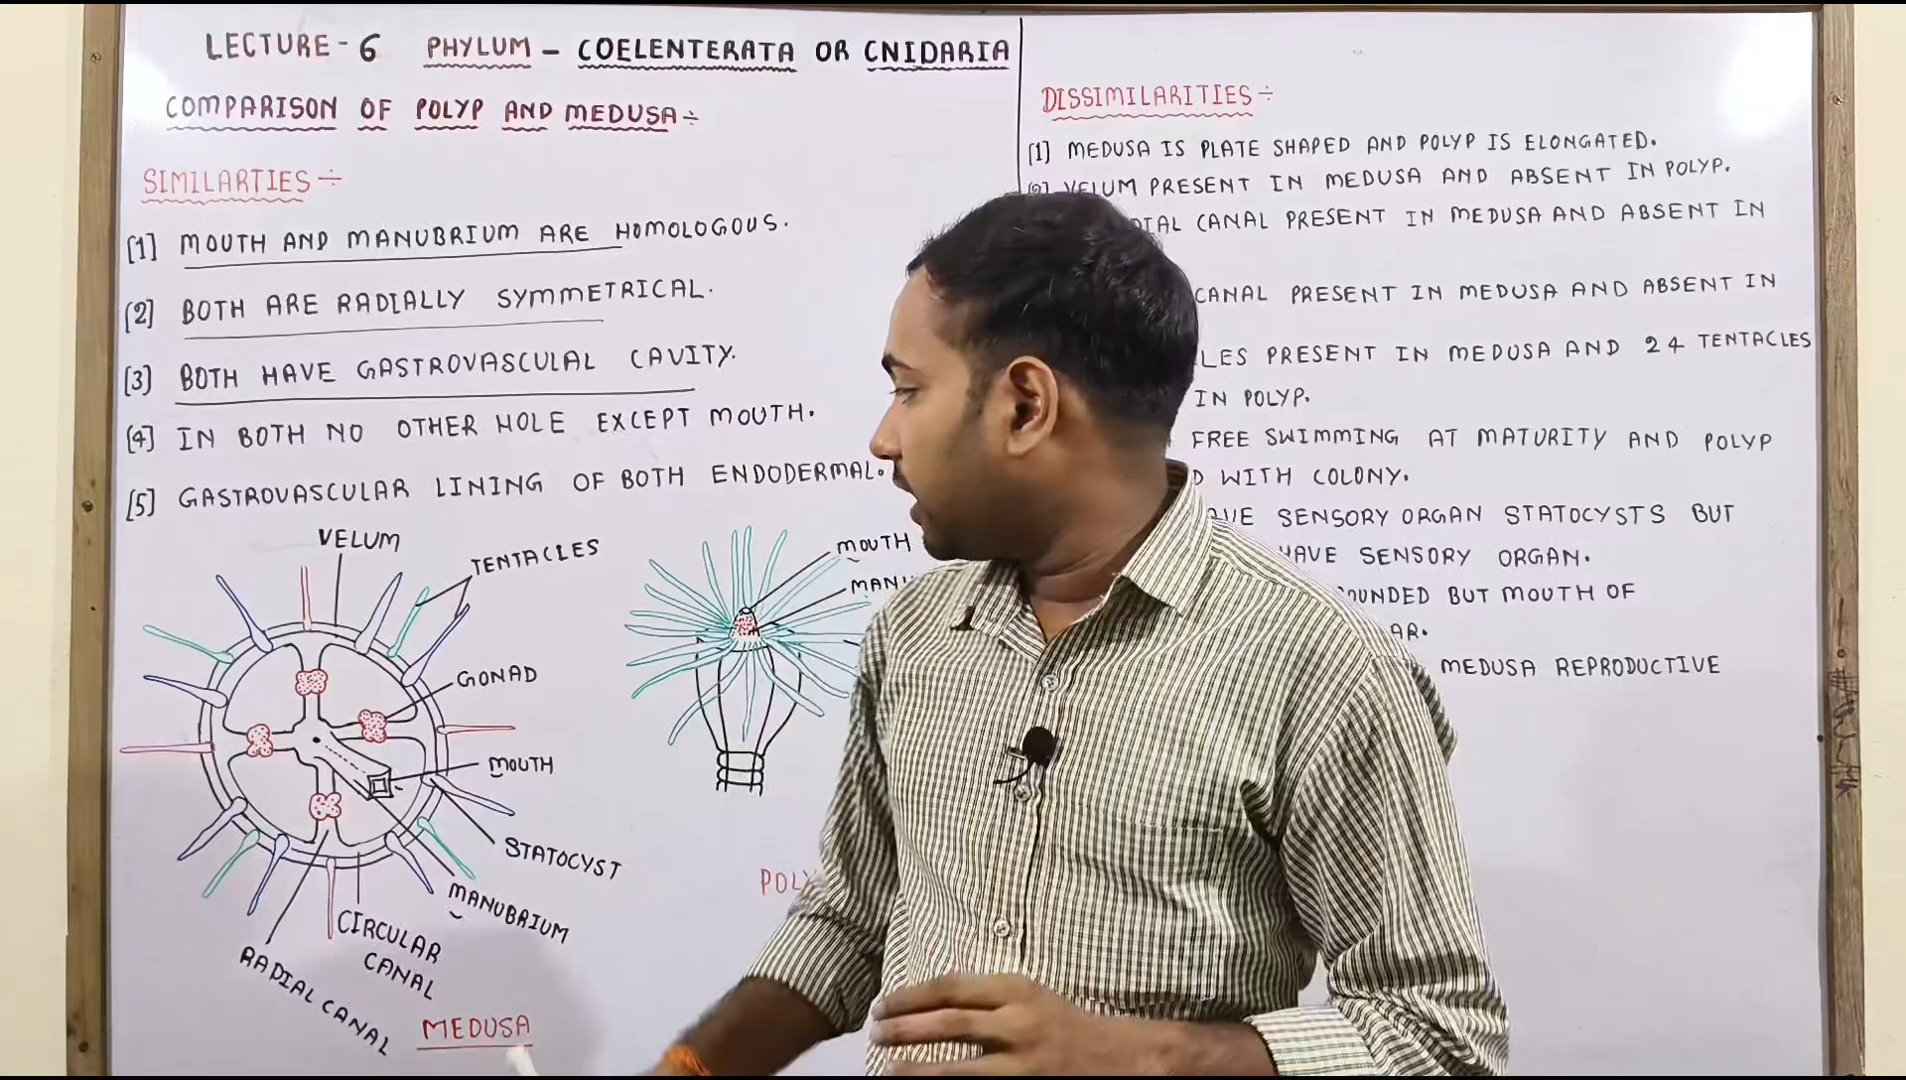 LECTURE-6 PHYLUM - COELENTERATA OR CNIDARIA
COMPARISON OF POLYP AND MEDUSA÷
SIMILARTIES÷
[1] MOUTH AND MANUBRIUM ARE HOMOLOGOUS.
[2] BOTH ARE RADIALLY SYMMETRICAL.
[3] BOTH HAVE GASTROVASCULAL CAVITY.
[4] IN BOTH NO OTHER HOLE EXCEPT MOUTH.
[5] GASTROVASCULAR LINING OF BOTH ENDODERMAL.
VELUM
TENTACLES
GONAD
MOUTH
STATOCYST
MANUBRIUM
CIRCULAR
CANAL
RADIAL CANAL
MEDUSA
MOUTH
DISSIMILARITIES÷
[1] MEDUSA IS PLATE SHAPED AND POLYP IS ELONGATED.
VELUM PRESENT IN MEDUSA AND ABSENT IN POLYP.
CANAL PRESENT IN MEDUSA AND ABSENT IN
CANAL PRESENT IN MEDUSA AND ABSENT IN
PRESENT IN MEDUSA AND 24 TENTACLES
IN POLYP.
FREE SWIMMING AT MATURITY AND POLYP
WITH COLONY.
SENSORY ORGAN STATOCYSTS BUT
HAVE SENSORY ORGAN.
BUT MOUTH OF
MEDUSA REPRODUCTIVE